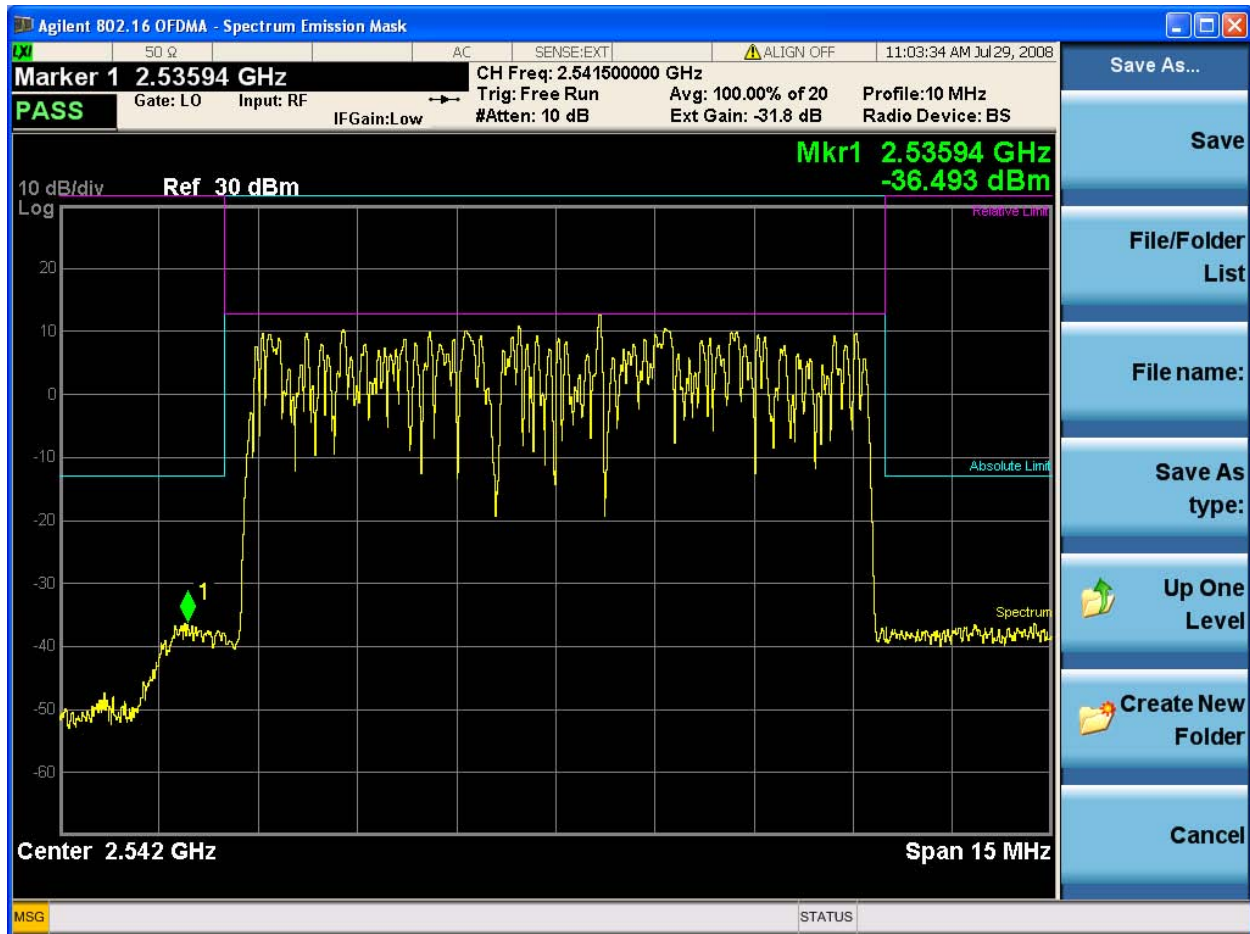 Agilent 802.16 OFDMA - Spectrum Emission Mask
LXI 50 Ω AC SENSE:EXT ALIGN OFF 11:03:34 AM Jul 29, 2008
Marker 1 2.53594 GHz
PASS
Gate: LO Input: RF
IFGain:Low
CH Freq: 2.541500000 GHz
Trig: Free Run Avg: 100.00% of 20 Profile:10 MHz
#Atten: 10 dB Ext Gain: -31.8 dB Radio Device: BS
Mkr1 2.53594 GHz
-36.493 dBm
10 dB/div Ref 30 dBm
Log
Relative Limit
20
10
0
-10
Absolute Limit
-20
-30
1
Spectrum
-40
-50
-60
Center 2.542 GHz Span 15 MHz
MSG STATUS
Save As...
Save
File/Folder
List
File name:
Save As
type:
Up One
Level
Create New
Folder
Cancel